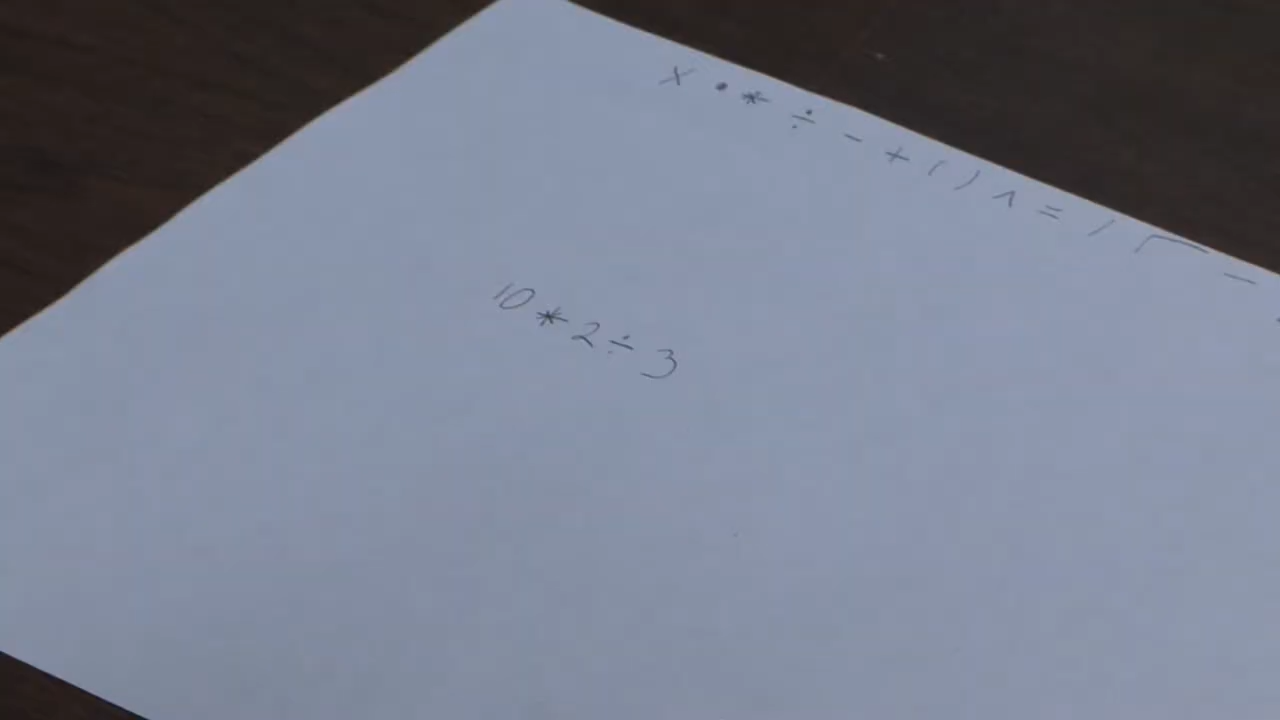 x • * ÷ - + ( ) ^ = / √ -
10 * 2 ÷ 3